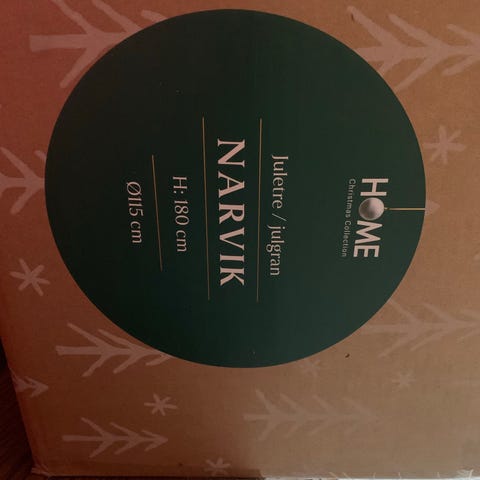 HOME
Christmas Collection
Juletre / julgran
NARVIK
H: 180 cm
Ø115 cm